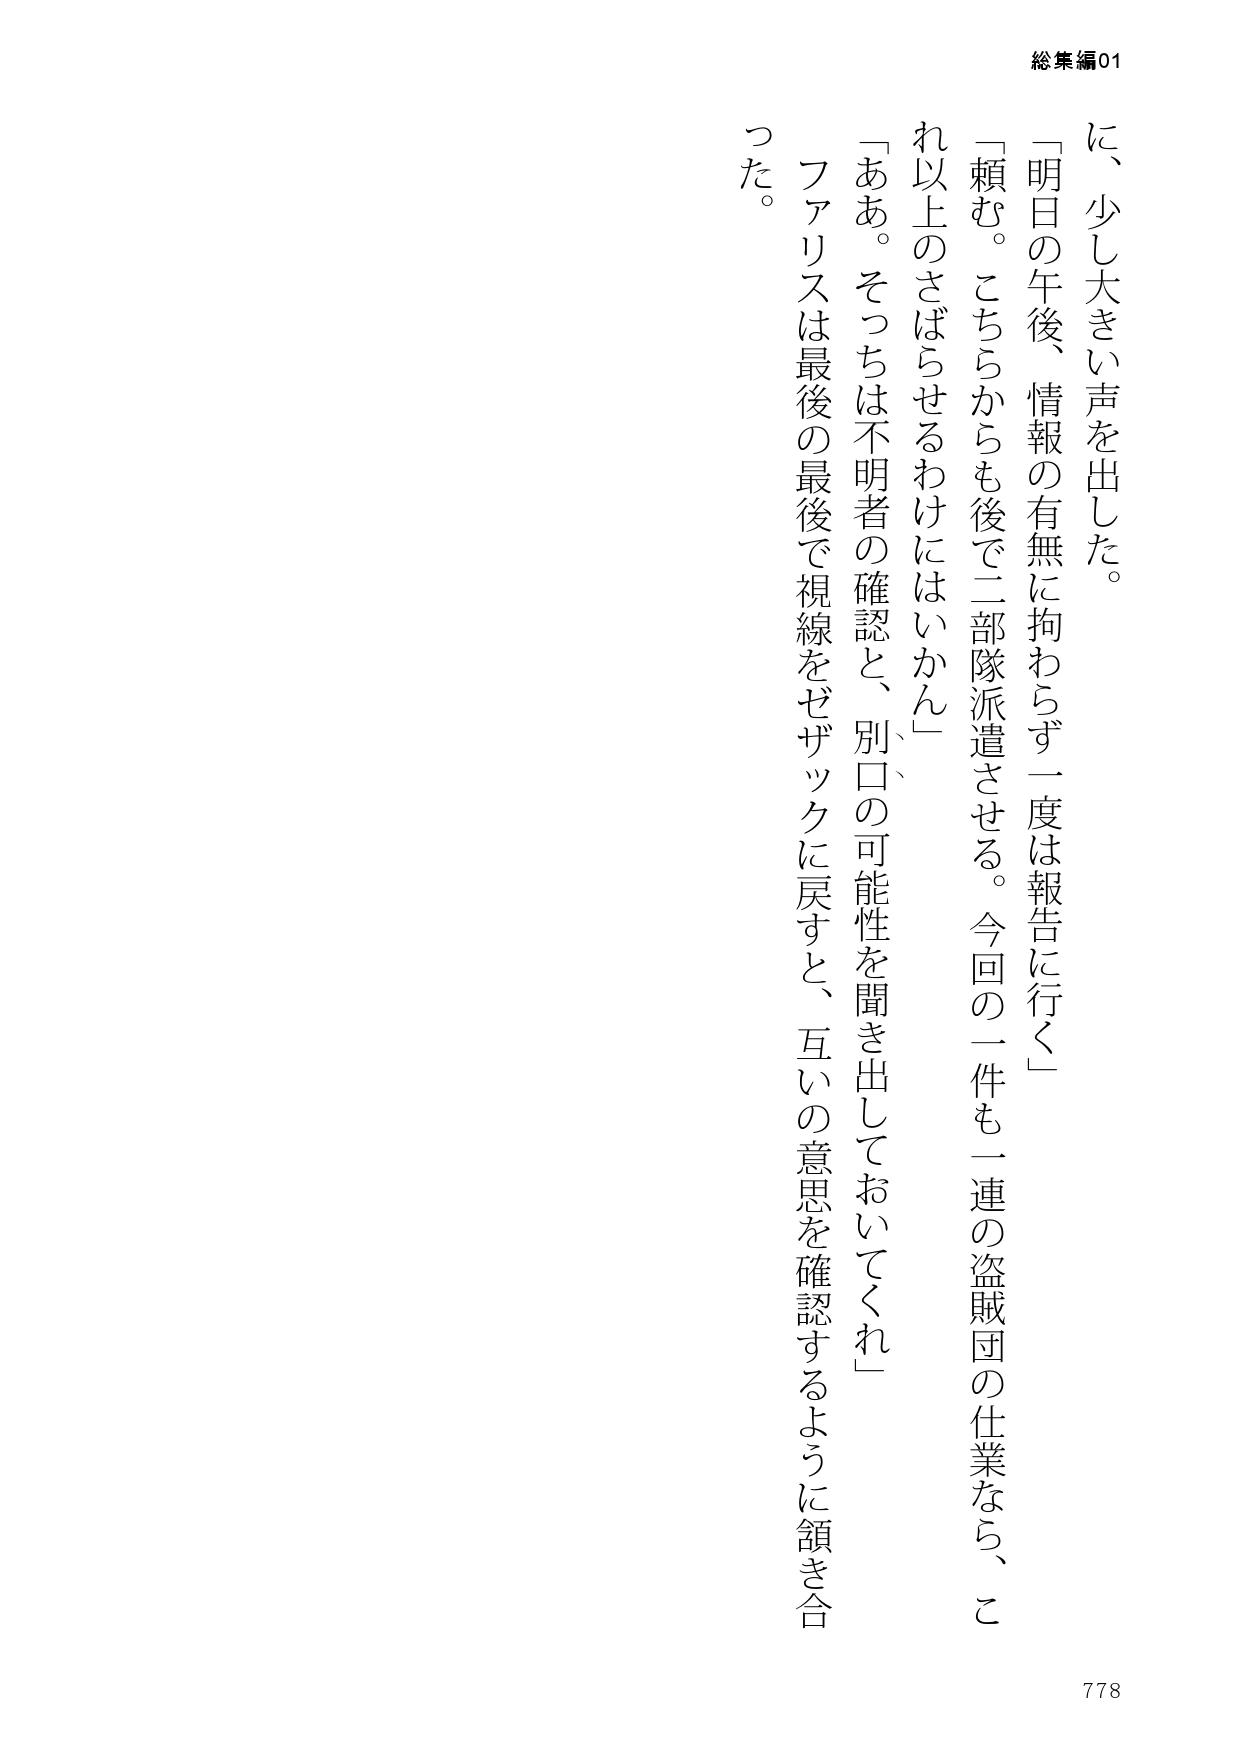 総集編01
に、少し大きい声を出した。
「明日の午後、情報の有無に拘わらず一度は報告に行く」
「頼む。こちらからも後で二部隊派遣させる。今回の一件も一連の盗賊団の仕業なら、こ
れ以上のさばらせるわけにはいかん」
「ああ。そっちは不明者の確認と、別口の可能性を聞き出しておいてくれ」
　ファリスは最後の最後で視線をゼザックに戻すと、互いの意思を確認するように頷き合
った。
778